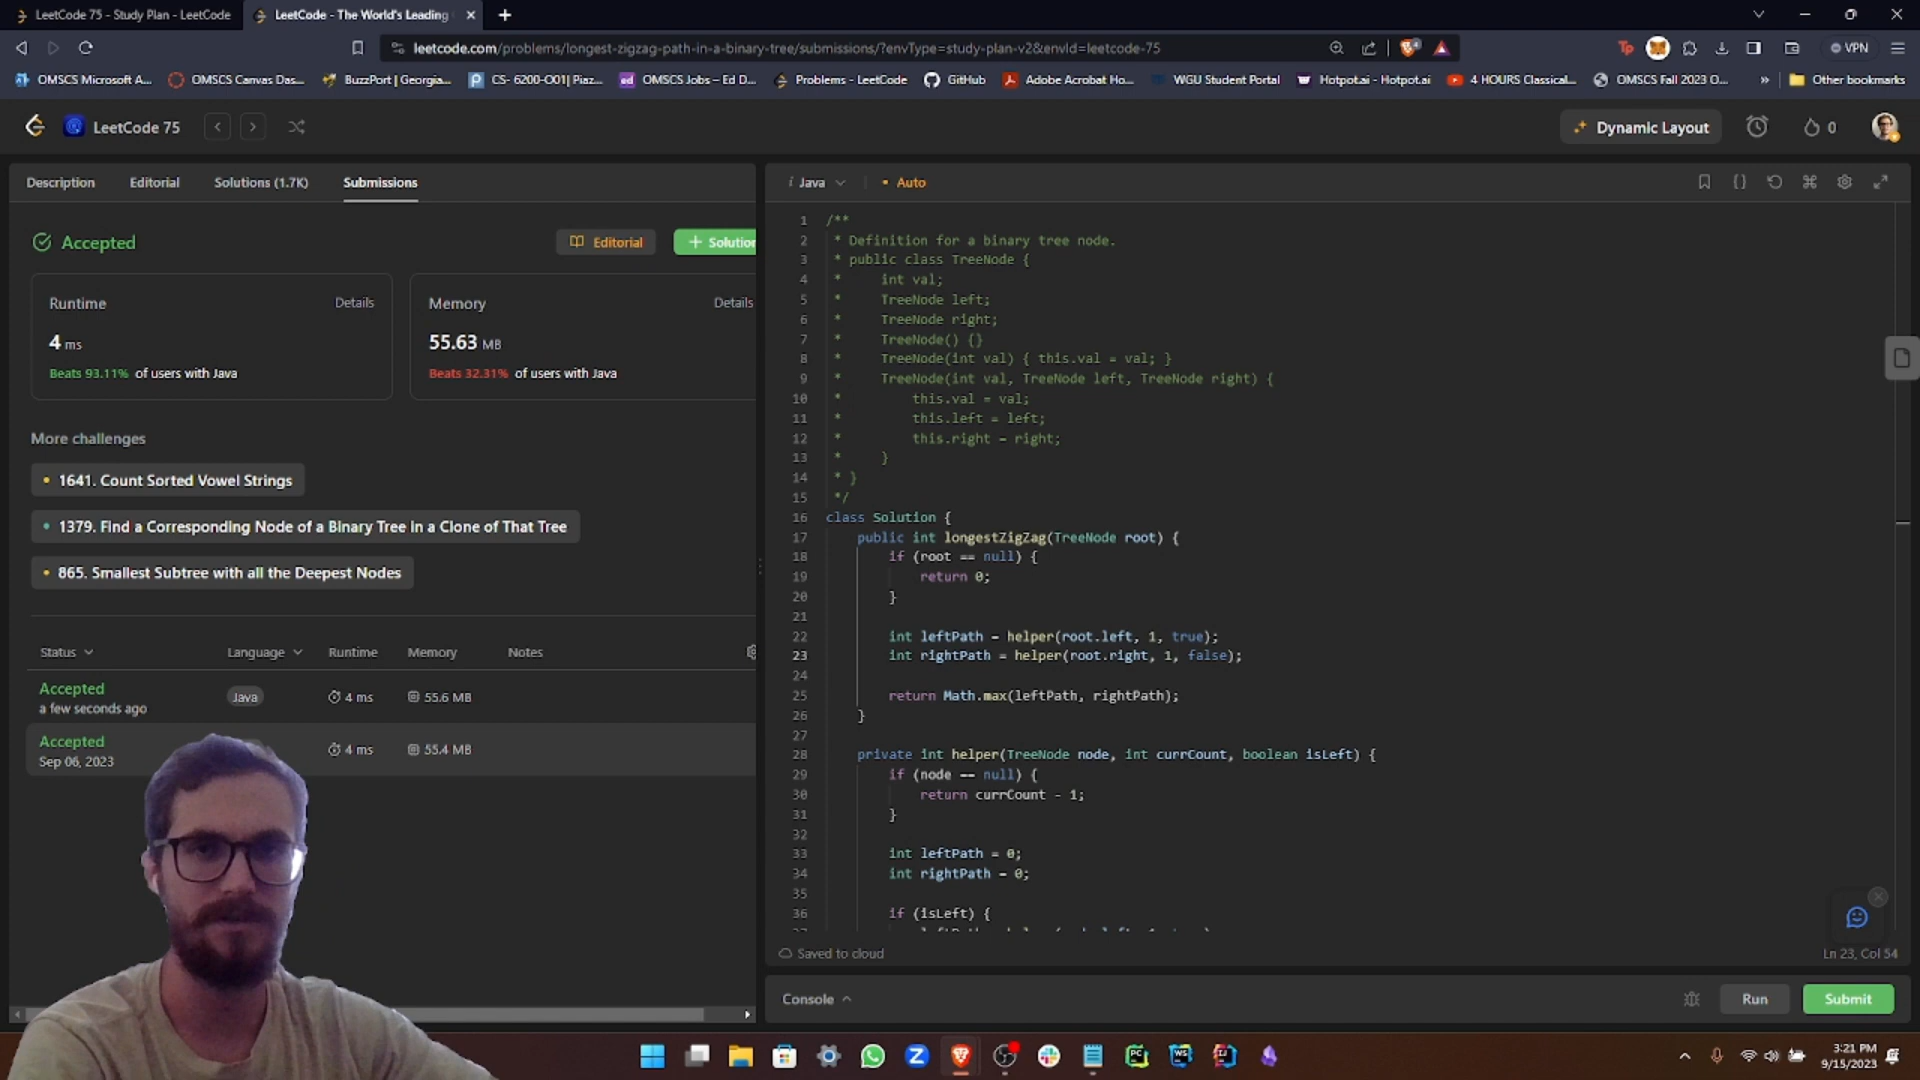 LeetCode 75 - Study Plan - LeetCode
LeetCode - The World's Leading
leetcode.com/problems/longest-zigzag-path-in-a-binary-tree/submissions/?envType=study-plan-v2&envId=leetcode-75
VPN
OMSCS Microsoft A...
OMSCS Canvas Das...
BuzzPort | Georgia...
CS- 6200-O01| Piaz...
OMSCS Jobs – Ed D...
Problems - LeetCode
GitHub
Adobe Acrobat Ho...
WGU Student Portal
Hotpot.ai - Hotpot.ai
4 HOURS Classical...
OMSCS Fall 2023 O...
Other bookmarks
LeetCode 75
Dynamic Layout
0
Description
Editorial
Solutions (1.7K)
Submissions
Accepted
Editorial
+ Solution
Runtime
Details
4 ms
Beats 93.11% of users with Java
Memory
Details
55.63 MB
Beats 32.31% of users with Java
More challenges
1641. Count Sorted Vowel Strings
1379. Find a Corresponding Node of a Binary Tree in a Clone of That Tree
865. Smallest Subtree with all the Deepest Nodes
Status Language Runtime Memory Notes
Accepted
a few seconds ago
Java 4 ms 55.6 MB
Accepted
Sep 06, 2023
4 ms 55.4 MB
i Java
Auto
1 /**
2 * Definition for a binary tree node.
3 * public class TreeNode {
4 *     int val;
5 *     TreeNode left;
6 *     TreeNode right;
7 *     TreeNode() {}
8 *     TreeNode(int val) { this.val = val; }
9 *     TreeNode(int val, TreeNode left, TreeNode right) {
10 *         this.val = val;
11 *         this.left = left;
12 *         this.right = right;
13 *     }
14 * }
15 */
16 class Solution {
17     public int longestZigZag(TreeNode root) {
18         if (root == null) {
19             return 0;
20         }
21
22         int leftPath = helper(root.left, 1, true);
23         int rightPath = helper(root.right, 1, false);
24
25         return Math.max(leftPath, rightPath);
26     }
27
28     private int helper(TreeNode node, int currCount, boolean isLeft) {
29         if (node == null) {
30             return currCount - 1;
31         }
32
33         int leftPath = 0;
34         int rightPath = 0;
35
36         if (isLeft) {
Saved to cloud
Ln 23, Col 54
Console
Run
Submit
3:21 PM
9/15/2023